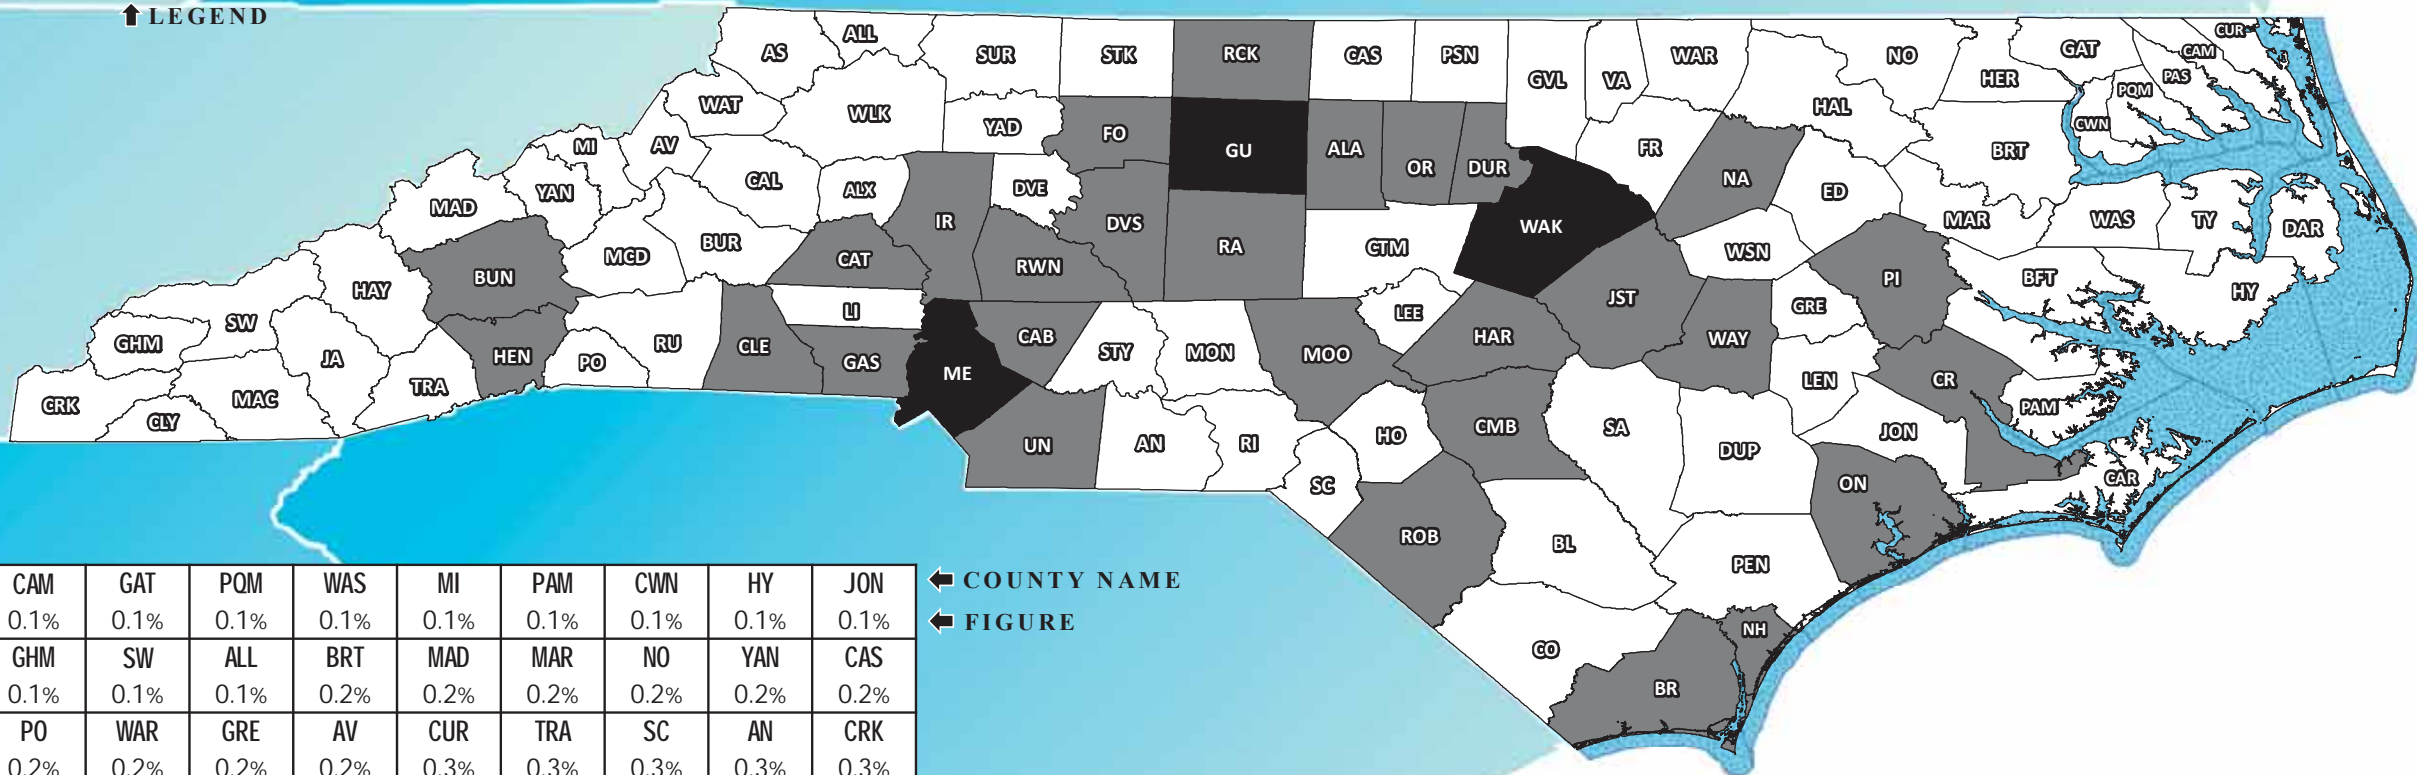 LEGEND
ALL
CUR
AS
SUR
STK
RCK
CAS
PSN
WAR
NO
GAT
CAM
GVL
VA
HER
PAS
WAT
WLK
HAL
PQM
YAD
FO
CWN
MI
AV
GU
ALA
FR
BRT
OR
DUR
CAL
ALX
DVE
NA
ED
YAN
MAD
IR
DVS
WAK
MAR
WAS
TY
DAR
BUR
RA
CTM
MCD
CAT
RWN
WSN
BUN
PI
BFT
HAY
HY
JST
GRE
LI
LEE
SW
CAB
HAR
WAY
GHM
JA
RU
CLE
STY
MON
MOO
HEN
PO
GAS
ME
LEN
CR
TRA
MAC
CRK
PAM
CLY
HO
CMB
SA
JON
UN
AN
RI
DUP
CAR
SC
ON
ROB
BL
PEN
NH
CO
BR
CAM GAT PQM WAS MI PAM CWN HY JON COUNTY NAME
0.1% 0.1% 0.1% 0.1% 0.1% 0.1% 0.1% 0.1% 0.1% FIGURE
GHM SW ALL BRT MAD MAR NO YAN CAS
0.1% 0.1% 0.1% 0.2% 0.2% 0.2% 0.2% 0.2% 0.2%
PO WAR GRE AV CUR TRA SC AN CRK
0.2% 0.2% 0.2% 0.2% 0.3% 0.3% 0.3% 0.3% 0.3%